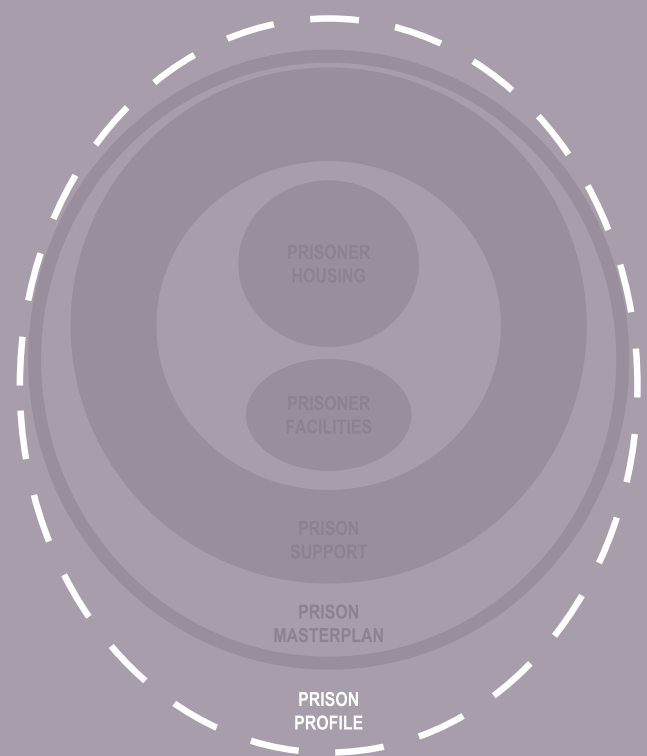 PRISONER
HOUSING
PRISONER
FACILITIES
PRISON
SUPPORT
PRISON
MASTERPLAN
PRISON
PROFILE